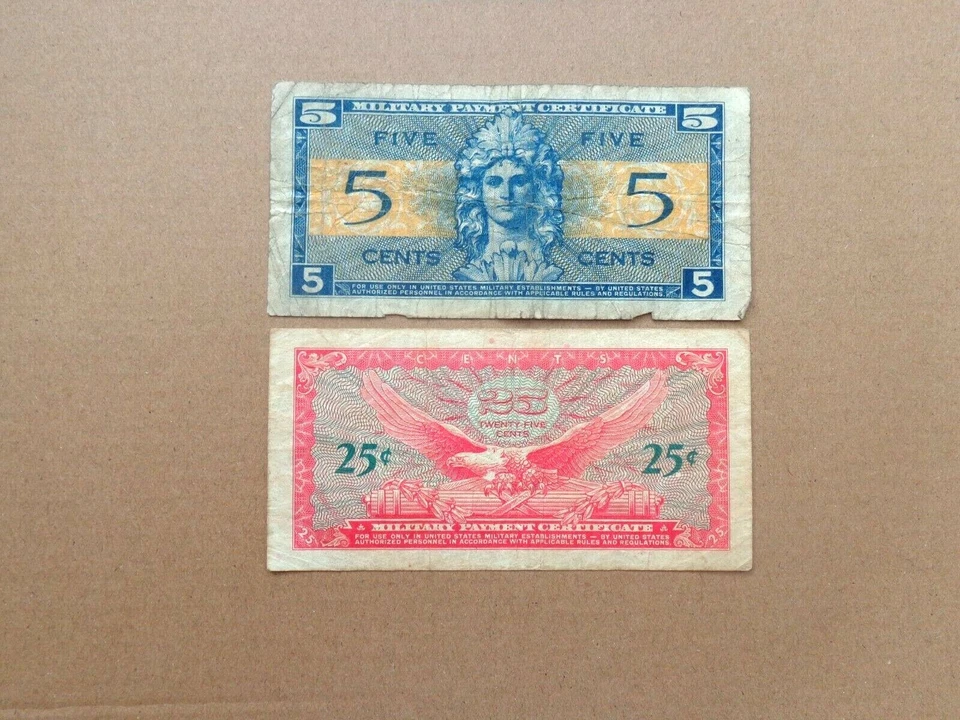 5 MILITARY PAYMENT CERTIFICATE 5
FIVE FIVE
5 5
CENTS CENTS
5 FOR USE ONLY IN UNITED STATES MILITARY ESTABLISHMENTS — BY UNITED STATES 5
AUTHORIZED PERSONNEL IN ACCORDANCE WITH APPLICABLE RULES AND REGULATIONS.
CENTS
25
TWENTY FIVE
CENTS
25¢ 25¢
MILITARY PAYMENT CERTIFICATE
25 FOR USE ONLY IN UNITED STATES MILITARY ESTABLISHMENTS — BY UNITED STATES 25
AUTHORIZED PERSONNEL IN ACCORDANCE WITH APPLICABLE RULES AND REGULATIONS.